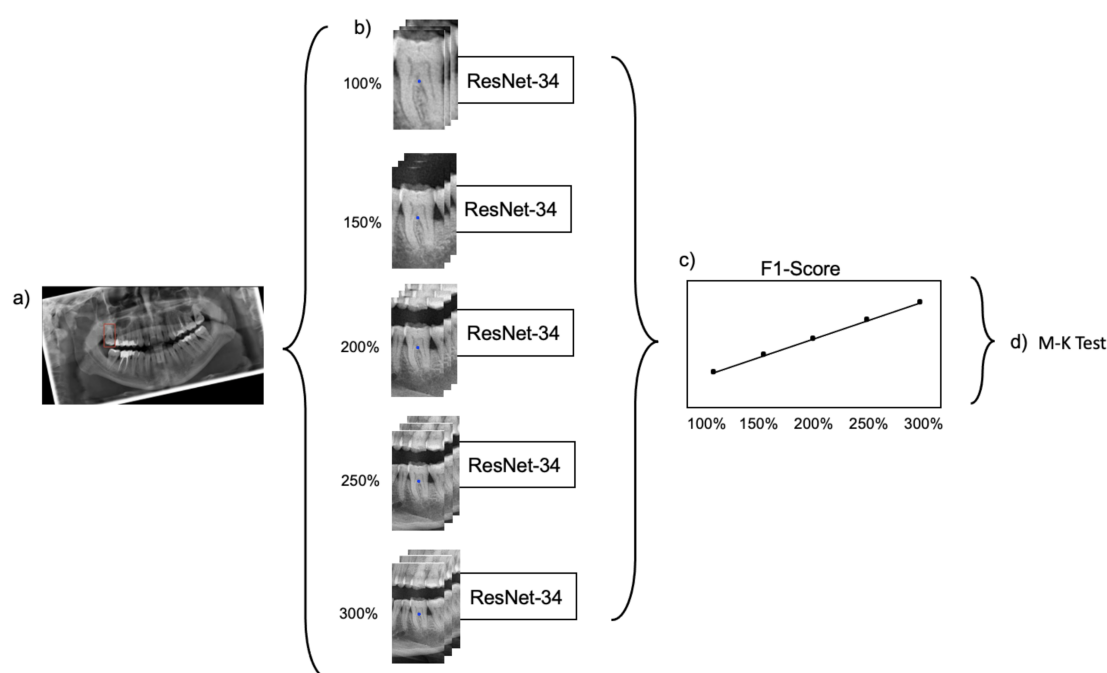 a)
b)
100%
ResNet-34
150%
ResNet-34
200%
ResNet-34
250%
ResNet-34
300%
ResNet-34
c)
F1-Score
100% 150% 200% 250% 300%
d) M-K Test